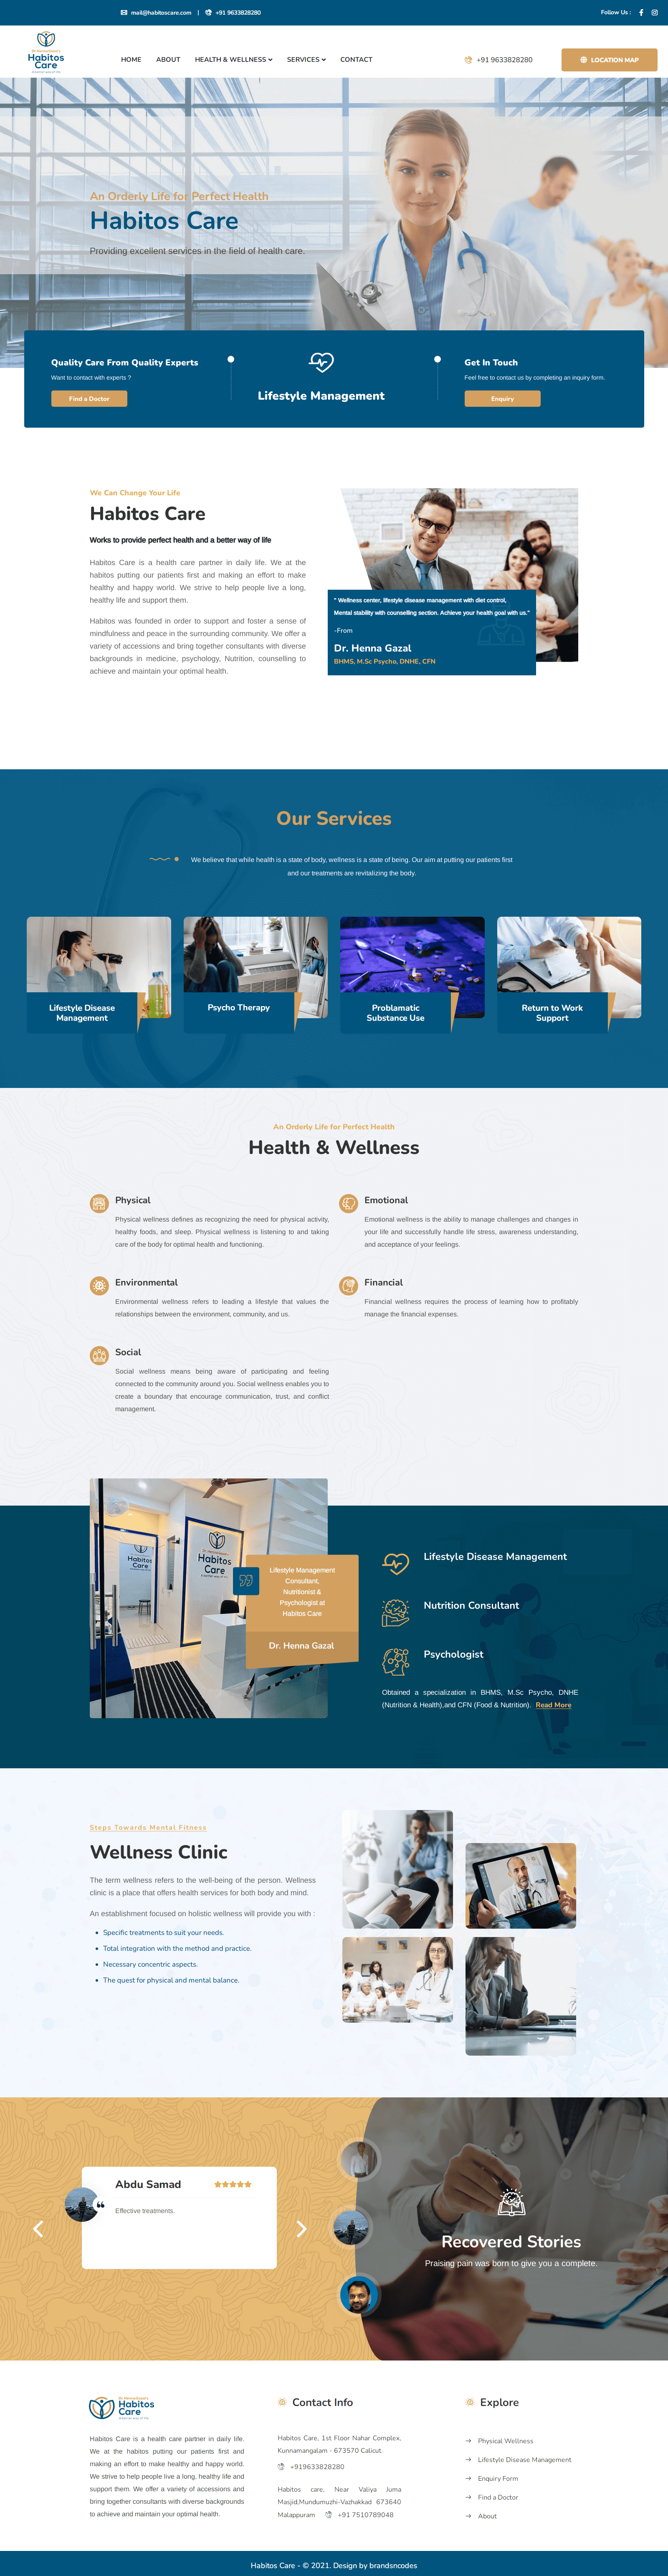 mail@habitoscare.com | +91 9633828280
Follow Us :
Dr. Henna Gazal's
Habitos
Care
HOME ABOUT HEALTH & WELLNESS SERVICES CONTACT
+91 9633828280
LOCATION MAP
An Orderly Life for Perfect Health
Habitos Care
Providing excellent services in the field of health care.
Quality Care From Quality Experts
Want to contact with experts ?
Find a Doctor
Lifestyle Management
Get In Touch
Feel free to contact us by completing an inquiry form.
Enquiry
We Can Change Your Life
Habitos Care
Works to provide perfect health and a better way of life
Habitos Care is a health care partner in daily life. We at the
habitos putting our patients first and making an effort to make
healthy and happy world. We strive to help people live a long,
healthy life and support them.
Habitos was founded in order to support and foster a sense of
mindfulness and peace in the surrounding community. We offer a
variety of accessions and bring together consultants with diverse
backgrounds in medicine, psychology, Nutrition, counselling to
achieve and maintain your optimal health.
" Wellness center, lifestyle disease management with diet control,
Mental stability with counselling section. Achieve your health goal with us."
-From
Dr. Henna Gazal
BHMS, M.Sc Psycho, DNHE, CFN
Our Services
We believe that while health is a state of body, wellness is a state of being. Our aim at putting our patients first
and our treatments are revitalizing the body.
Lifestyle Disease
Management
Psycho Therapy
Problamatic
Substance Use
Return to Work
Support
An Orderly Life for Perfect Health
Health & Wellness
Physical
Physical wellness defines as recognizing the need for physical activity,
healthy foods, and sleep. Physical wellness is listening to and taking
care of the body for optimal health and functioning.
Emotional
Emotional wellness is the ability to manage challenges and changes in
your life and successfully handle life stress, awareness understanding,
and acceptance of your feelings.
Environmental
Environmental wellness refers to leading a lifestyle that values the
relationships between the environment, community, and us.
Financial
Financial wellness requires the process of learning how to profitably
manage the financial expenses.
Social
Social wellness means being aware of participating and feeling
connected to the community around you. Social wellness enables you to
create a boundary that encourage communication, trust, and conflict
management.
Habitos
Care
Habitos
Care
Lifestyle Management
Consultant,
Nutritionist &
Psychologist at
Habitos Care
Dr. Henna Gazal
Lifestyle Disease Management
Nutrition Consultant
Psychologist
Obtained a specialization in BHMS, M.Sc Psycho, DNHE
(Nutrition & Health),and CFN (Food & Nutrition). Read More
Steps Towards Mental Fitness
Wellness Clinic
The term wellness refers to the well-being of the person. Wellness
clinic is a place that offers health services for both body and mind.
An establishment focused on holistic wellness will provide you with :
Specific treatments to suit your needs.
Total integration with the method and practice.
Necessary concentric aspects.
The quest for physical and mental balance.
Abdu Samad
Effective treatments.
Recovered Stories
Praising pain was born to give you a complete.
Habitos
Care
Habitos Care is a health care partner in daily life.
We at the habitos putting our patients first and
making an effort to make healthy and happy world.
We strive to help people live a long, healthy life and
support them. We offer a variety of accessions and
bring together consultants with diverse backgrounds
to achieve and maintain your optimal health.
Contact Info
Habitos Care, 1st Floor Nahar Complex,
Kunnamangalam - 673570 Calicut
+919633828280
Habitos care, Near Valiya Juma
Masjid,Mundumuzhi-Vazhakkad 673640
Malappuram +91 7510789048
Explore
Physical Wellness
Lifestyle Disease Management
Enquiry Form
Find a Doctor
About
Habitos Care - © 2021. Design by brandsncodes